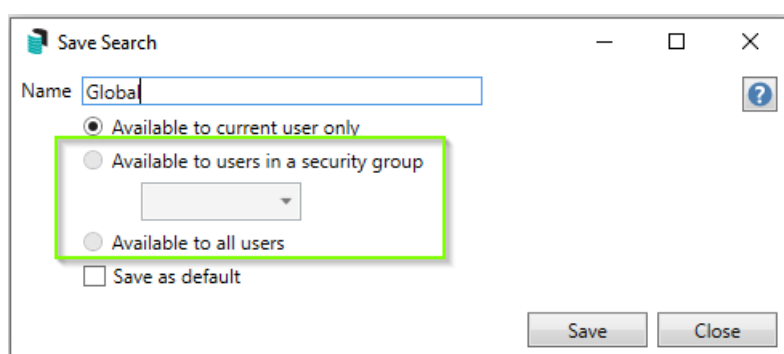 Save Search
Name Global
Available to current user only
Available to users in a security group
Available to all users
Save as default
Save Close